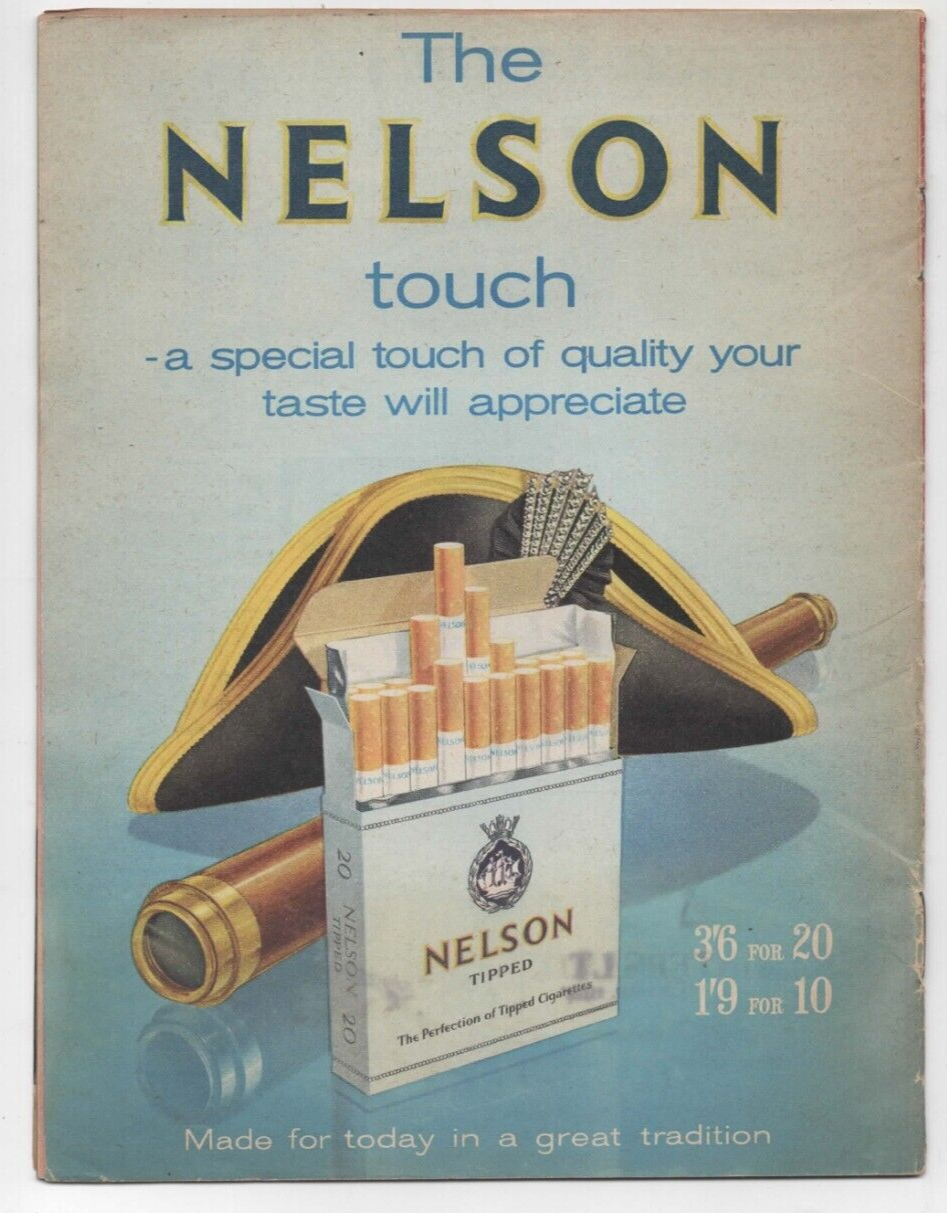 The
NELSON
touch
-a special touch of quality your
taste will appreciate
NELSON
TIPPED
The Perfection of Tipped Cigarettes
20 NELSON 20
TIPPED
3'6 FOR 20
1'9 FOR 10
Made for today in a great tradition